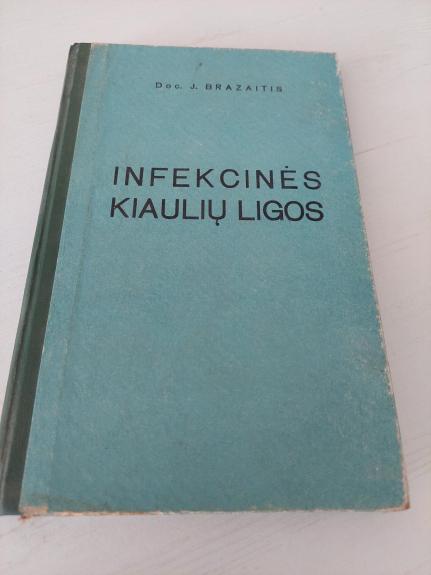 Doc. J. BRAZAITIS
INFEKCINĖS
KIAULIŲ LIGOS